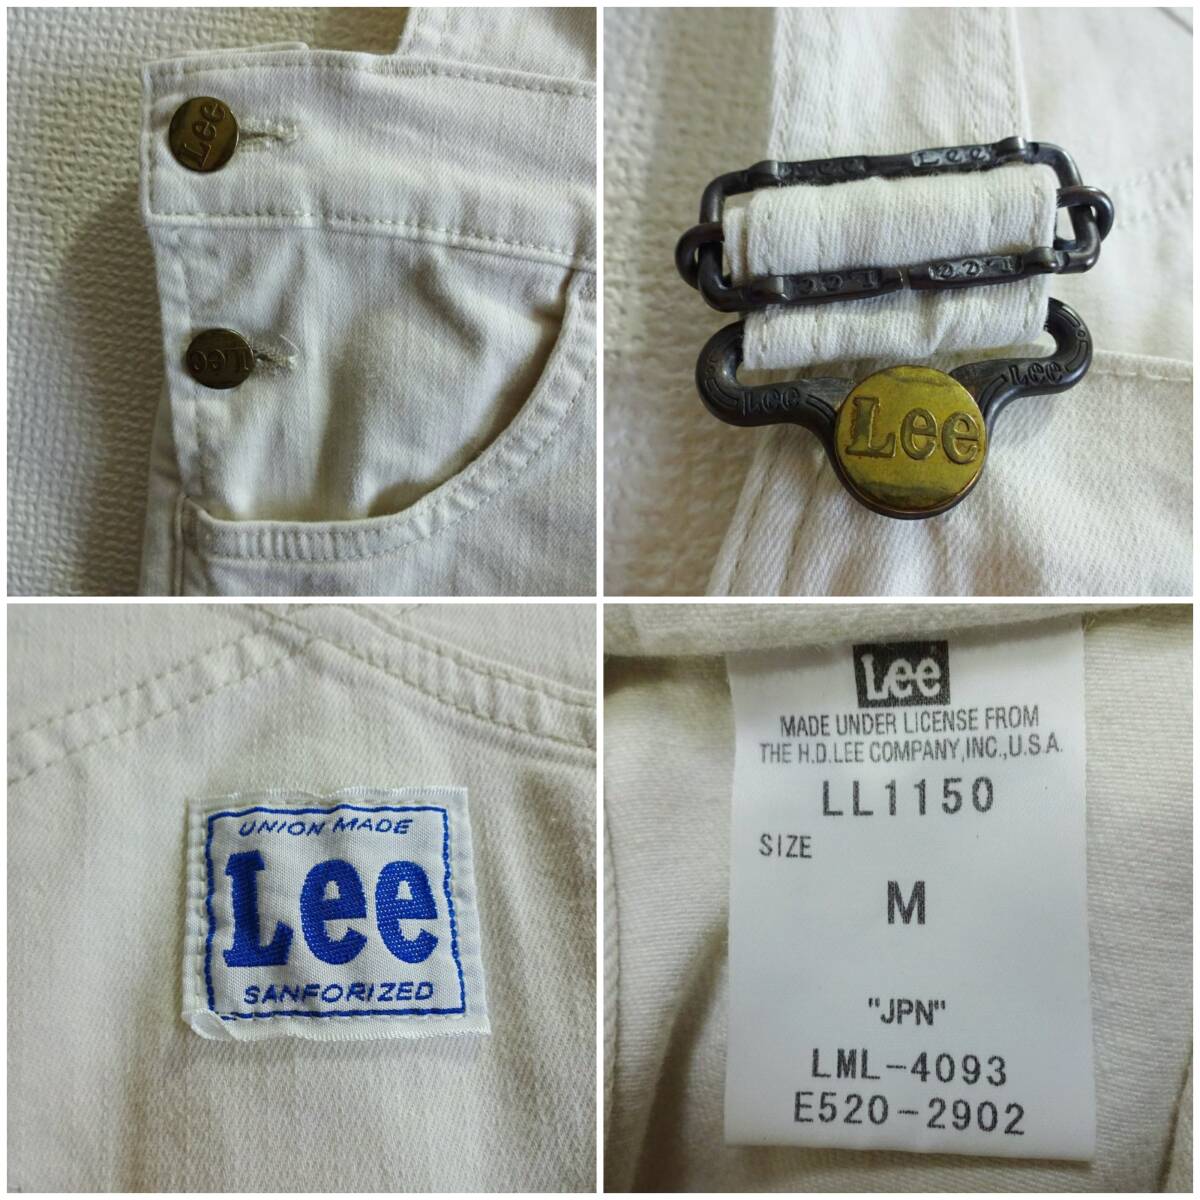 Lee
Lee
Lee
Lee
Lee
Lee
Lee
Lee
UNION MADE
Lee
SANFORIZED
Lee
MADE UNDER LICENSE FROM
THE H.D.LEE COMPANY,INC.,U.S.A.
LL1150
SIZE
M
"JPN"
LML-4093
E520-2902